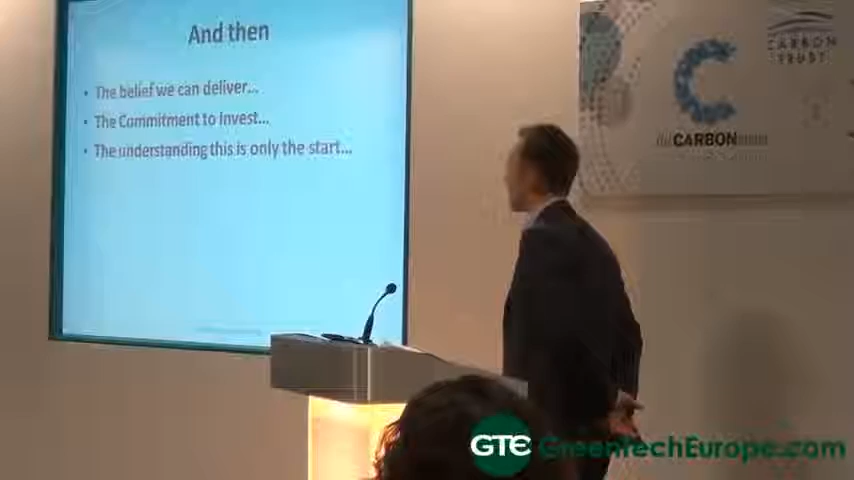 And then
• The belief we can deliver...
• The Commitment to invest...
• The understanding this is only the start...
CARBON
TRUST
CARBON
GTE GreenTechEurope.com